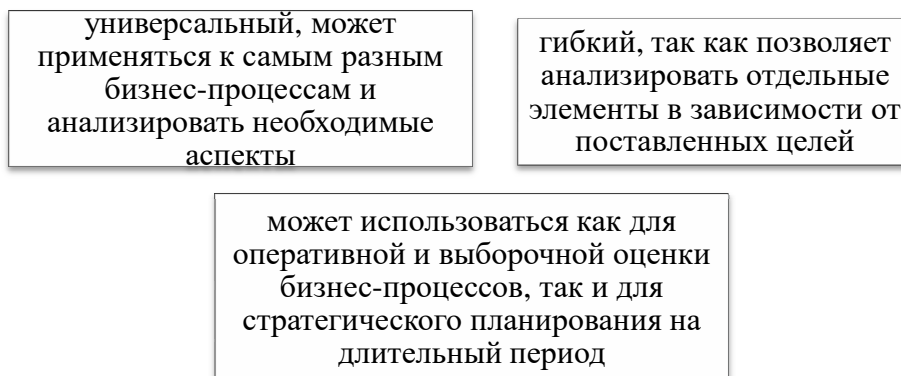 универсальный, может
применяться к самым разным
бизнес-процессам и
анализировать необходимые
аспекты
гибкий, так как позволяет
анализировать отдельные
элементы в зависимости от
поставленных целей
может использоваться как для
оперативной и выборочной оценки
бизнес-процессов, так и для
стратегического планирования на
длительный период